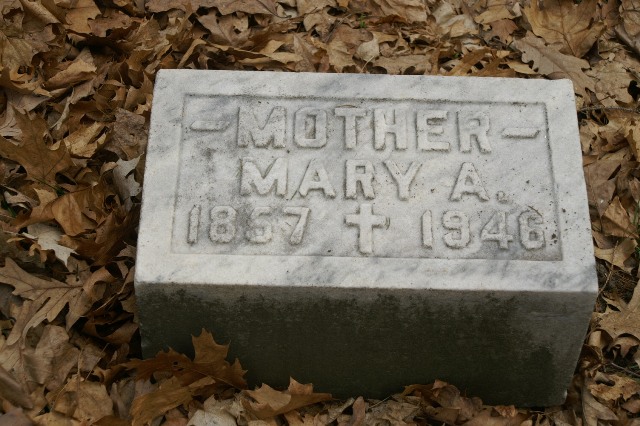 - MOTHER -
MARY A.
1857 ✝ 1946